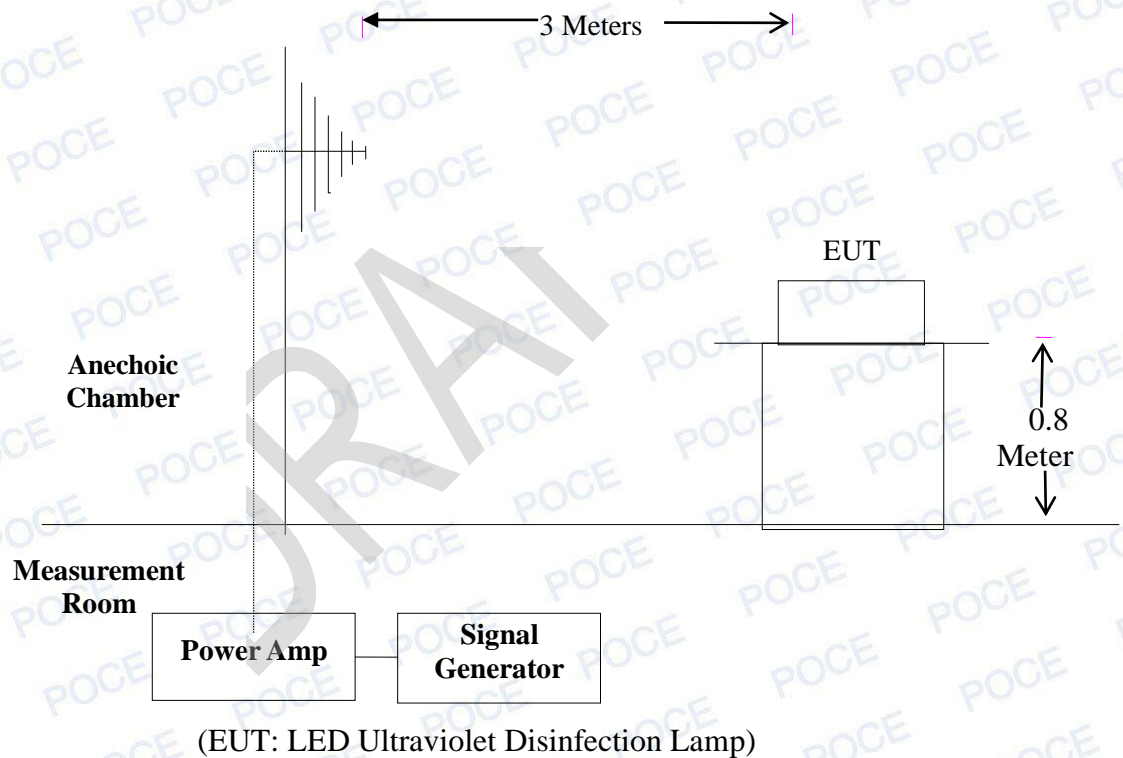 3 Meters
EUT
Anechoic
Chamber
0.8
Meter
Measurement
Room
Power Amp
Signal
Generator
(EUT: LED Ultraviolet Disinfection Lamp)
POCE